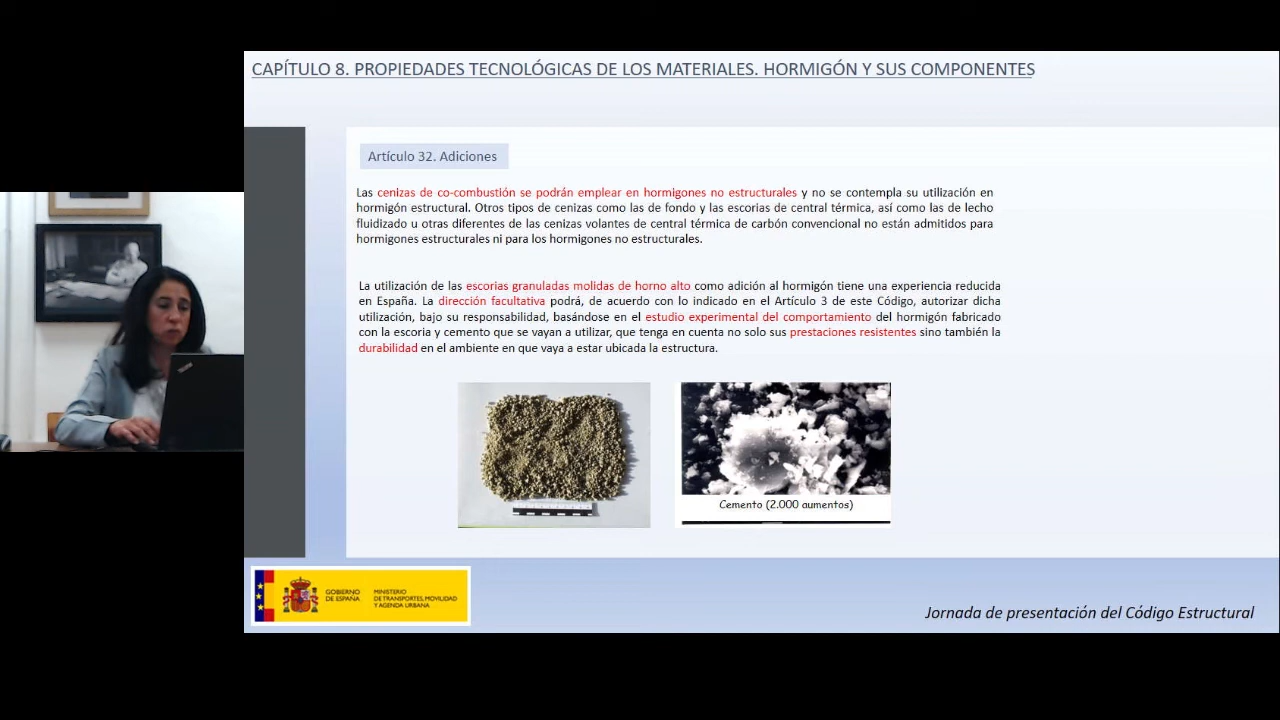 CAPÍTULO 8. PROPIEDADES TECNOLÓGICAS DE LOS MATERIALES. HORMIGÓN Y SUS COMPONENTES
Artículo 32. Adiciones
Las cenizas de co-combustión se podrán emplear en hormigones no estructurales y no se contempla su utilización en
hormigón estructural. Otros tipos de cenizas como las de fondo y las escorias de central térmica, así como las de lecho
fluidizado u otras diferentes de las cenizas volantes de central térmica de carbón convencional no están admitidos para
hormigones estructurales ni para los hormigones no estructurales.
La utilización de las escorias granuladas molidas de horno alto como adición al hormigón tiene una experiencia reducida
en España. La dirección facultativa podrá, de acuerdo con lo indicado en el Artículo 3 de este Código, autorizar dicha
utilización, bajo su responsabilidad, basándose en el estudio experimental del comportamiento del hormigón fabricado
con la escoria y cemento que se vayan a utilizar, que tenga en cuenta no solo sus prestaciones resistentes sino también la
durabilidad en el ambiente en que vaya a estar ubicada la estructura.
Cemento (2.000 aumentos)
GOBIERNO
DE ESPAÑA
MINISTERIO
DE TRANSPORTES, MOVILIDAD
Y AGENDA URBANA
Jornada de presentación del Código Estructural